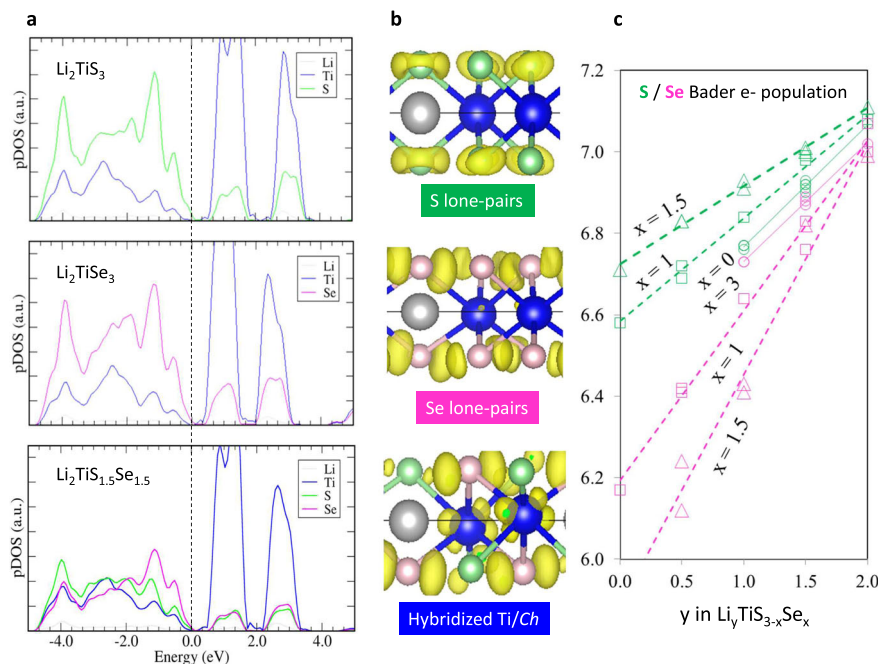 a
b
c
Li₂TiS₃
Li
Ti
S
pDOS (a.u.)
Li₂TiSe₃
Li
Ti
Se
pDOS (a.u.)
Li₂TiS₁.₅Se₁.₅
Li
Ti
S
Se
pDOS (a.u.)
-4.0 -2.0 0.0 2.0 4.0
Energy (eV)
S lone-pairs
Se lone-pairs
Hybridized Ti/Ch
S / Se Bader e- population
7.2
7.0
6.8
6.6
6.4
6.2
6.0
x = 1.5
x = 1
x = 0
x = 3
x = 1
x = 1.5
0.0 0.5 1.0 1.5 2.0
y in LiyTiS3-xSex